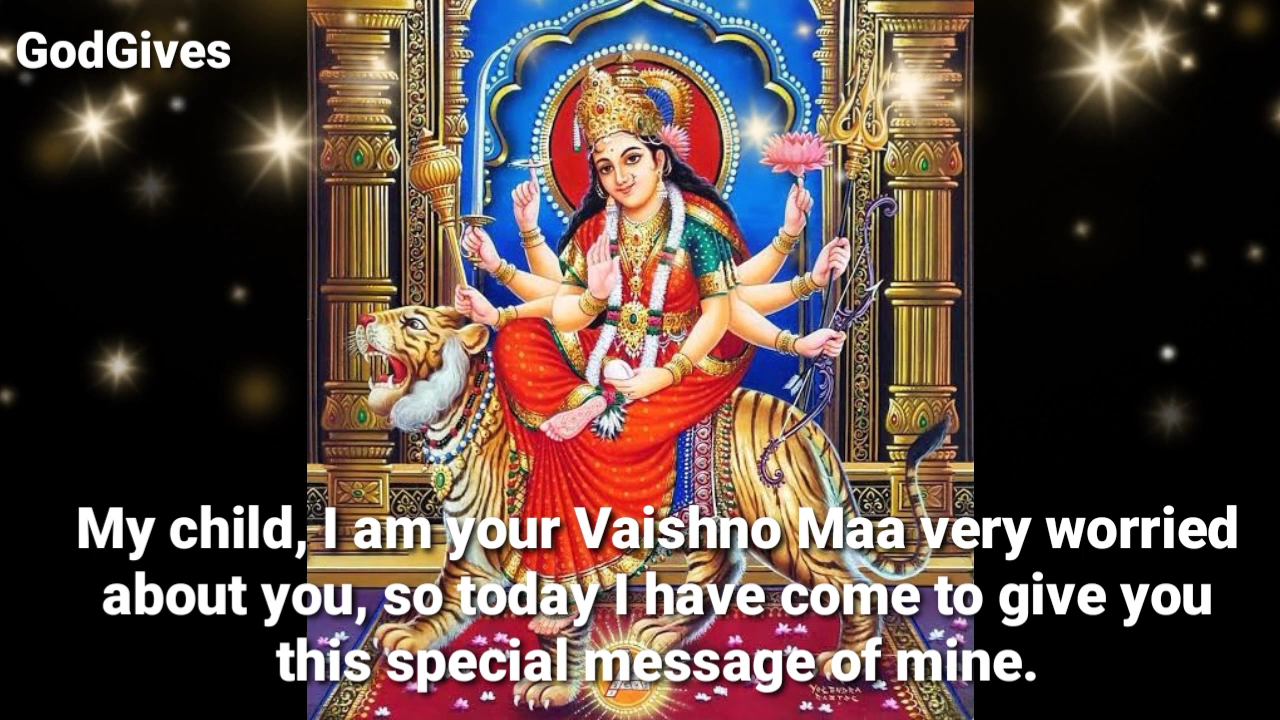 GodGives
My child, I am your Vaishno Maa very worried
about you, so today I have come to give you
this special message of mine.